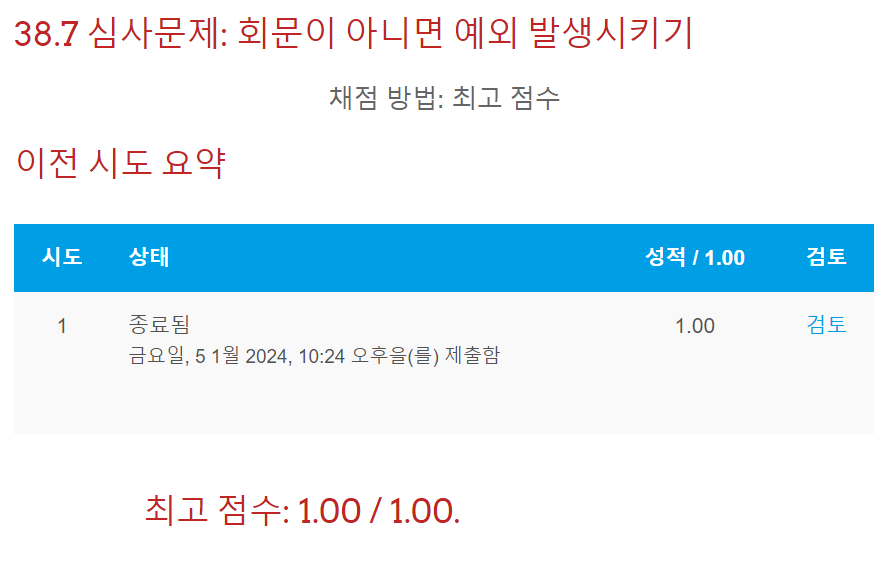 38.7 심사문제: 회문이 아니면 예외 발생시키기
채점 방법: 최고 점수
이전 시도 요약
시도 상태 성적 / 1.00 검토
1 종료됨 1.00 검토
금요일, 5 1월 2024, 10:24 오후을(를) 제출함
최고 점수: 1.00 / 1.00.